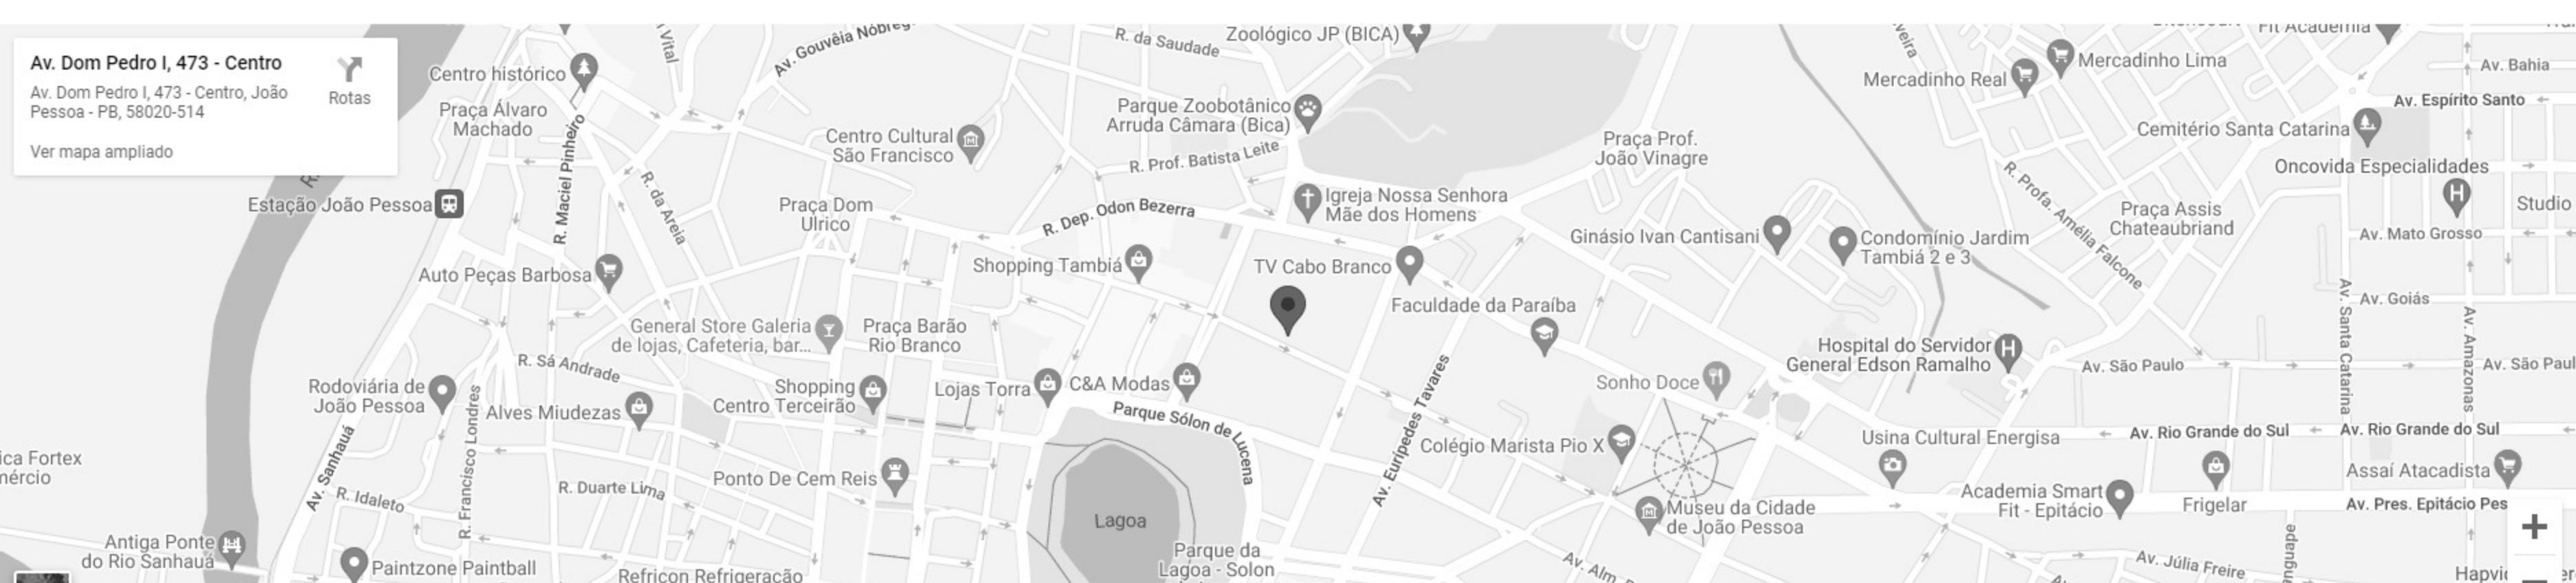 Av. Dom Pedro I, 473 - Centro
Av. Dom Pedro I, 473 - Centro, João
Pessoa - PB, 58020-514
Ver mapa ampliado
Rotas
Centro histórico
Praça Álvaro
Machado
Estação João Pessoa
R. Maciel Pinheiro
R. da Areia
Vital
Av. Gouvêia Nóbreg
R. da Saudade
Zoológico JP (BICA)
Parque Zoobotânico
Arruda Câmara (Bica)
Centro Cultural
São Francisco
R. Prof. Batista Leite
Praça Dom
Ulrico
R. Dep. Odon Bezerra
Igreja Nossa Senhora
Mãe dos Homens
Praça Prof.
João Vinagre
Mercadinho Real
Mercadinho Lima
Fit Academia
Av. Bahia
Av. Espírito Santo
Cemitério Santa Catarina
Oncovida Especialidades
R. Profa. Amélia Falcone
Praça Assis
Chateaubriand
Studio
Av. Mato Grosso
Ginásio Ivan Cantisani
Condomínio Jardim
Tambiá 2 e 3
Auto Peças Barbosa
Shopping Tambiá
TV Cabo Branco
Faculdade da Paraíba
Av. Goiás
Av. Santa Catarina
Av. Amazonas
General Store Galeria
de lojas, Cafeteria, bar...
Praça Barão
Rio Branco
Hospital do Servidor
General Edson Ramalho
Av. São Paulo
Av. São Paul
R. Sá Andrade
Rodoviária de
João Pessoa
Alves Miudezas
Shopping
Centro Terceirão
Lojas Torra
C&A Modas
Parque Sólon de Lucena
Av. Eurípedes Tavares
Sonho Doce
Colégio Marista Pio X
Usina Cultural Energisa
Av. Rio Grande do Sul
Av. Rio Grande do Sul
ica Fortex
mércio
Av. Sanhauá
R. Francisco Londres
R. Idaleto
R. Duarte Lima
Ponto De Cem Reis
Lagoa
Museu da Cidade
de João Pessoa
Academia Smart
Fit - Epitácio
Frigelar
Assaí Atacadista
Av. Pres. Epitácio Pes
Antiga Ponte
do Rio Sanhauá
Paintzone Paintball
Refricon Refrigeração
Parque da
Lagoa - Solon
Av. Alm.
Av. Júlia Freire
enguape
Hapvi